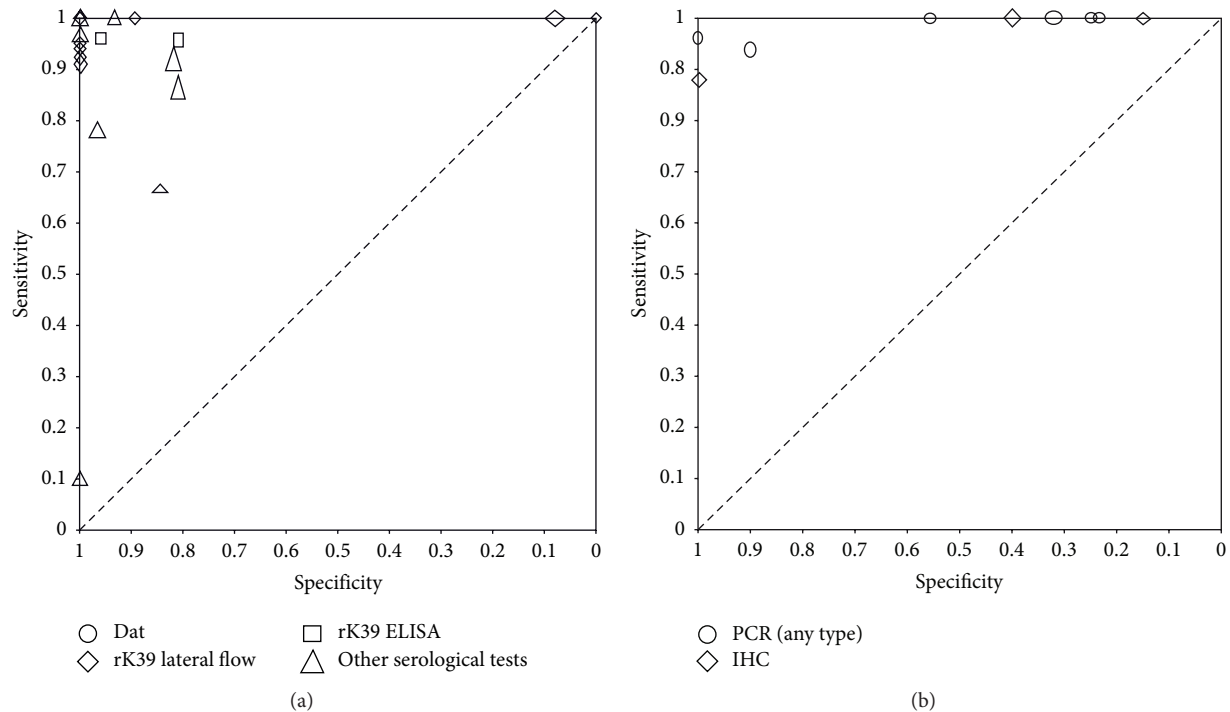 1
0.9
0.8
0.7
0.6
0.5
0.4
0.3
0.2
0.1
0
Sensitivity
1 0.9 0.8 0.7 0.6 0.5 0.4 0.3 0.2 0.1 0
Specificity
Dat
rK39 lateral flow
rK39 ELISA
Other serological tests
(a)
1
0.8
0.9
0.7
0.6
0.5
0.4
0.3
0.2
0.1
0
Sensitivity
1 0.9 0.8 0.7 0.6 0.5 0.4 0.3 0.2 0.1 0
Specificity
PCR (any type)
IHC
(b)